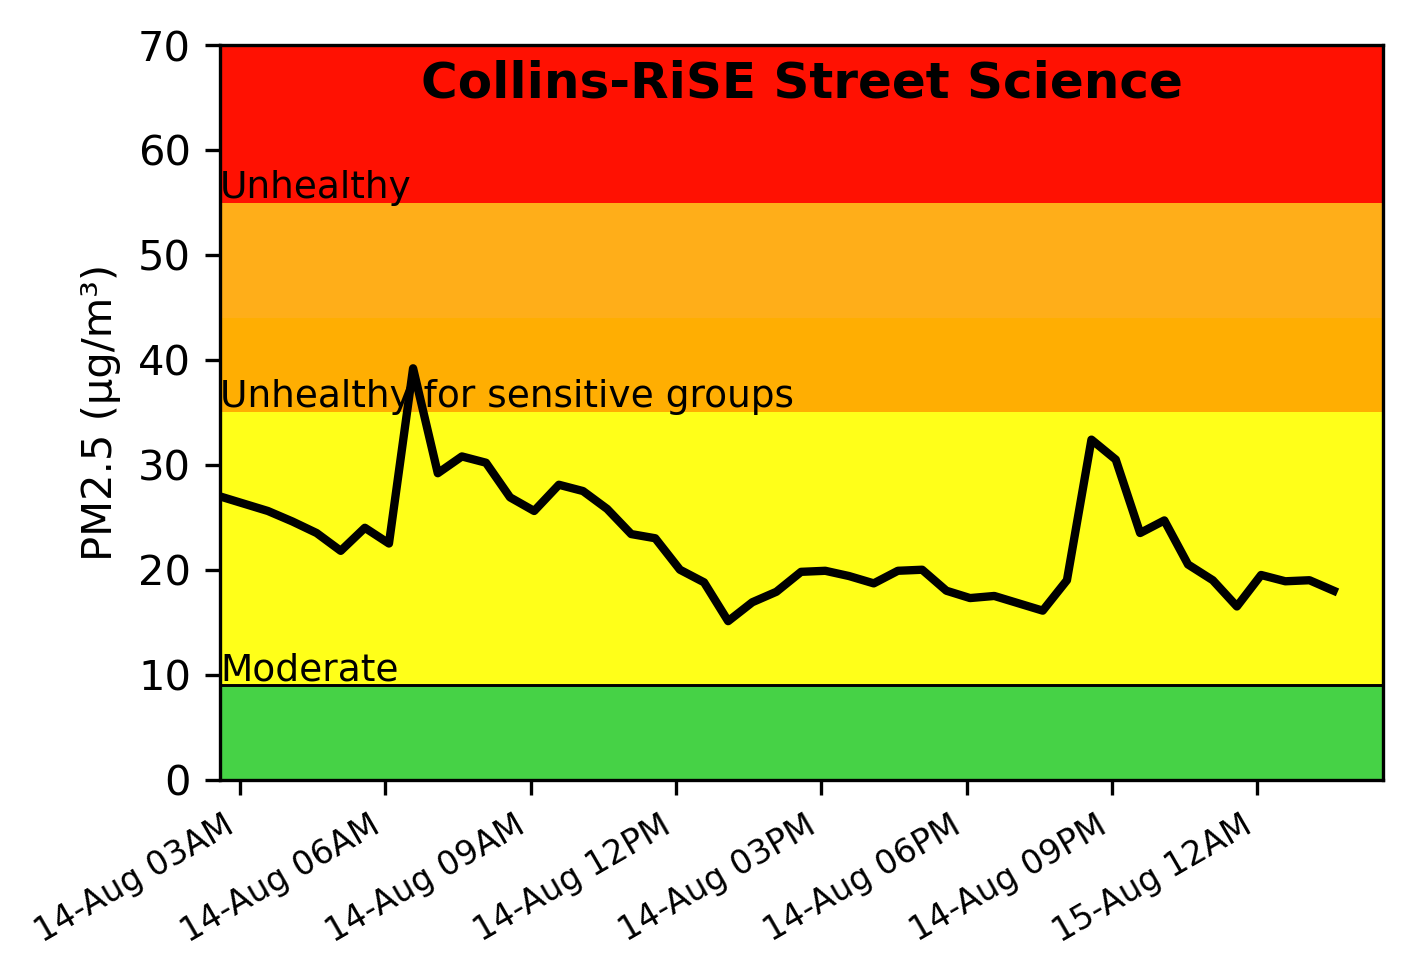 Collins-RiSE Street Science
PM2.5 (µg/m³)
70
60
50
40
30
20
10
0
Unhealthy
Unhealthy for sensitive groups
Moderate
14-Aug 03AM
14-Aug 06AM
14-Aug 09AM
14-Aug 12PM
14-Aug 03PM
14-Aug 06PM
14-Aug 09PM
15-Aug 12AM